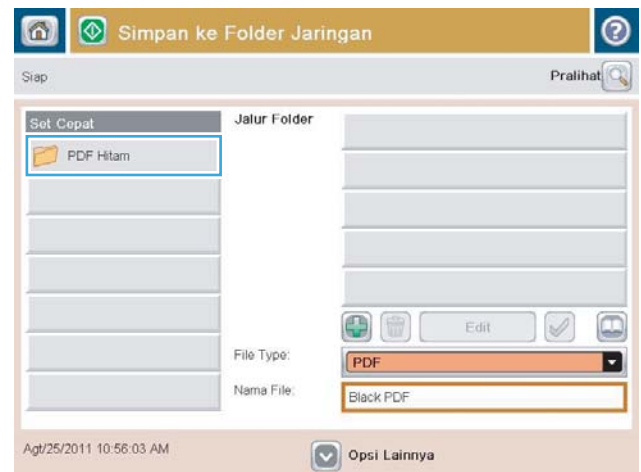 Simpan ke Folder Jaringan
?
Siap
Pralihat
Set Cepat
Jalur Folder
PDF Hitam
Edit
File Type:
PDF
Nama File:
Black PDF
Agt/25/2011 10:56:03 AM
Opsi Lainnya